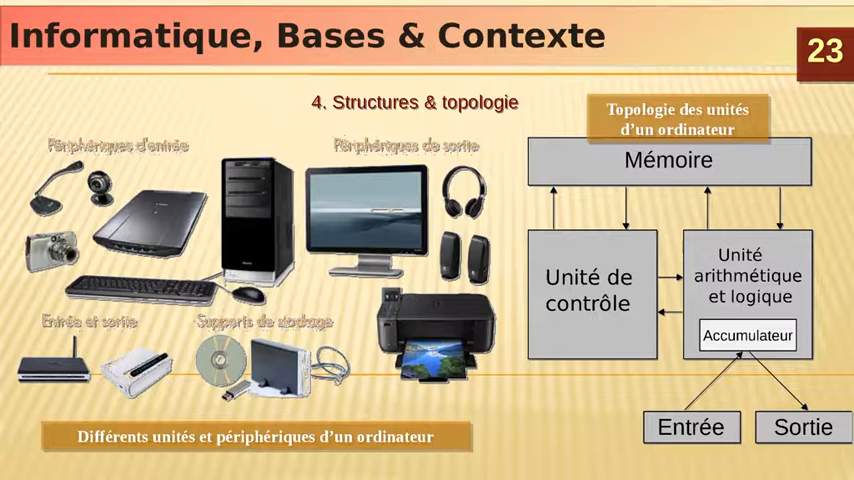 Informatique, Bases & Contexte
23
4. Structures & topologie
Topologie des unités
d’un ordinateur
Périphériques d'entrée
Périphériques de sortie
Mémoire
Unité de
contrôle
Unité
arithmétique
et logique
Accumulateur
Entrée et sortie
Supports de stockage
Entrée
Sortie
Différents unités et périphériques d’un ordinateur